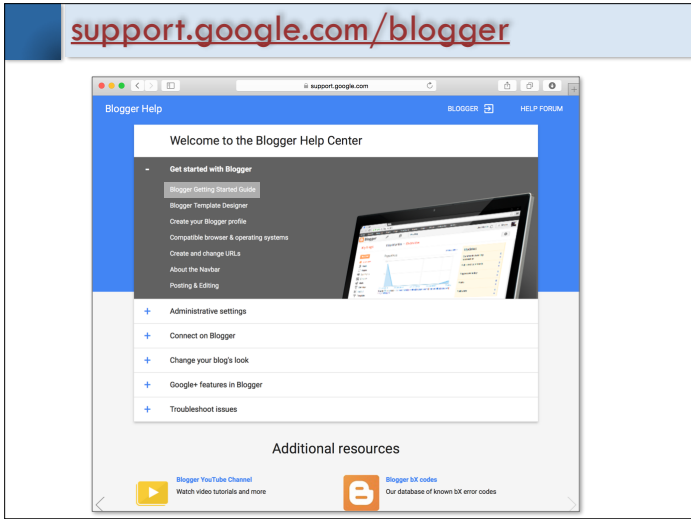 support.google.com/blogger
support.google.com
Blogger Help
BLOGGER
HELP FORUM
Welcome to the Blogger Help Center
- Get started with Blogger
Blogger Getting Started Guide
Blogger Template Designer
Create your Blogger profile
Compatible browser & operating systems
Create and change URLs
About the Navbar
Posting & Editing
+ Administrative settings
+ Connect on Blogger
+ Change your blog's look
+ Google+ features in Blogger
+ Troubleshoot issues
Additional resources
Blogger YouTube Channel
Watch video tutorials and more
Blogger bX codes
Our database of known bX error codes